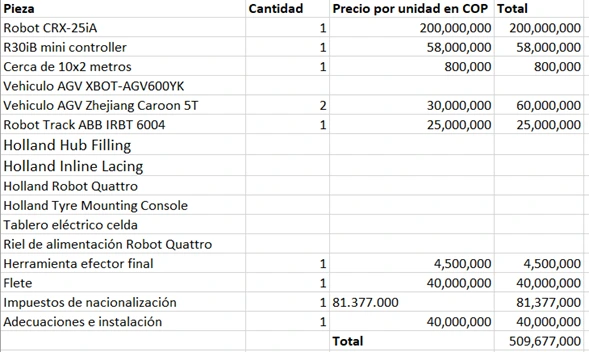 Pieza Cantidad Precio por unidad en COP Total
Robot CRX-25iA 1 200,000,000 200,000,000
R30iB mini controller 1 58,000,000 58,000,000
Cerca de 10x2 metros 1 800,000 800,000
Vehiculo AGV XBOT-AGV600YK
Vehiculo AGV Zhejiang Caroon 5T 2 30,000,000 60,000,000
Robot Track ABB IRBT 6004 1 25,000,000 25,000,000
Holland Hub Filling
Holland Inline Lacing
Holland Robot Quattro
Holland Tyre Mounting Console
Tablero eléctrico celda
Riel de alimentación Robot Quattro
Herramienta efector final 1 4,500,000 4,500,000
Flete 1 40,000,000 40,000,000
Impuestos de nacionalización 1 81.377.000 81,377,000
Adecuaciones e instalación 1 40,000,000 40,000,000
Total 509,677,000